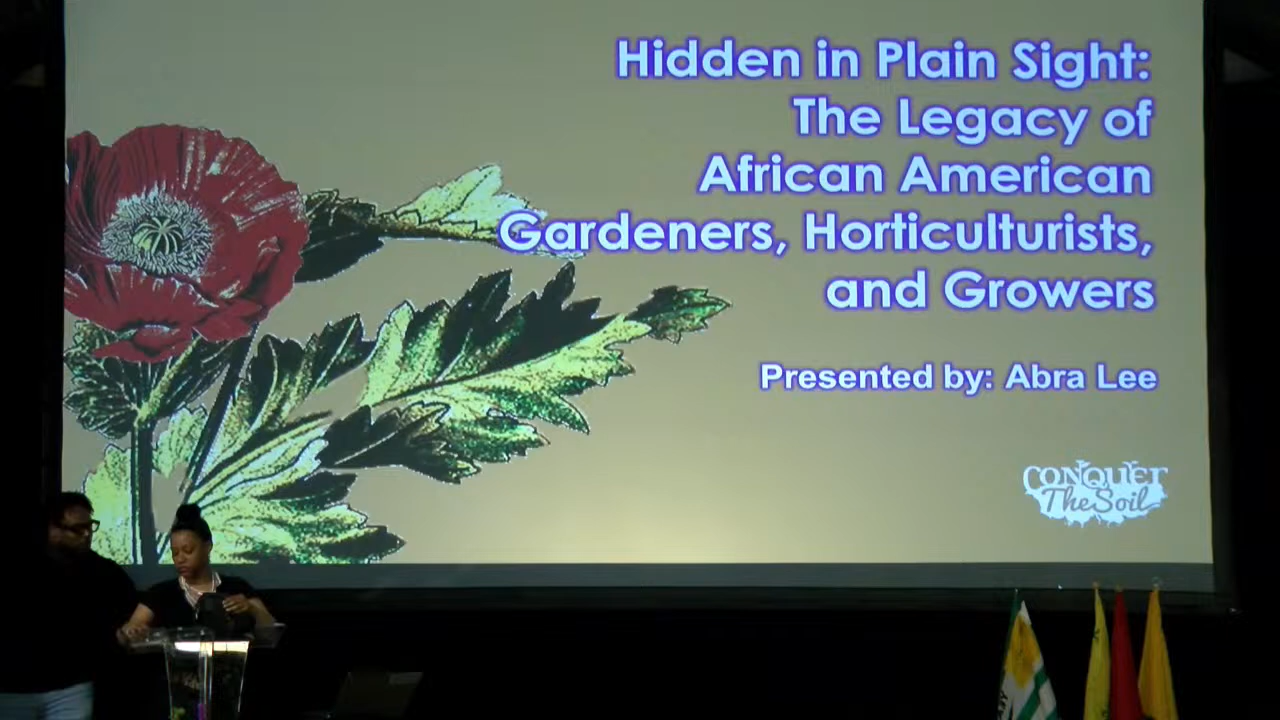 Hidden in Plain Sight:
The Legacy of
African American
Gardeners, Horticulturists,
and Growers
Presented by: Abra Lee
CONQUER
The Soil